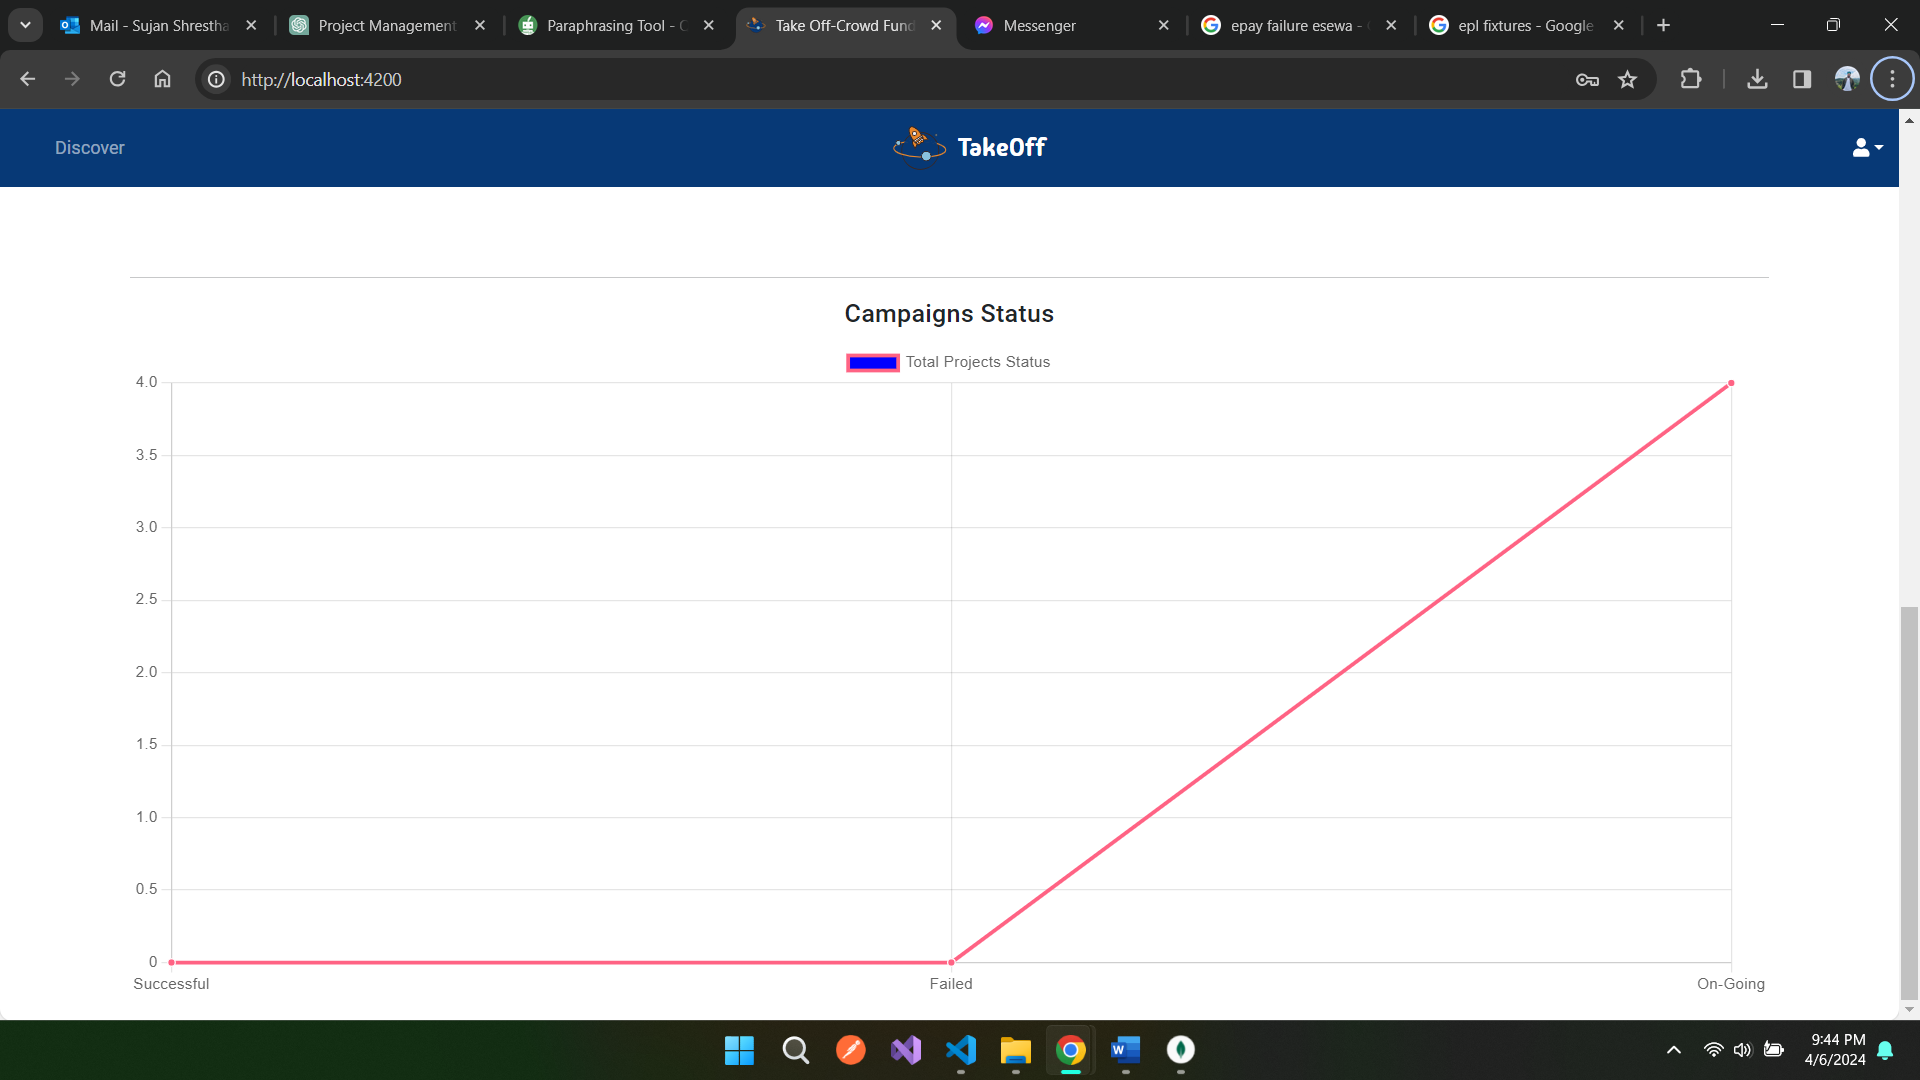 Mail - Sujan Shrestha
Project Management
Paraphrasing Tool - 
Take Off-Crowd Fund
Messenger
epay failure esewa -
epl fixtures - Google
http://localhost:4200
Discover
TakeOff
Campaigns Status
Total Projects Status
4.0
3.5
3.0
2.5
2.0
1.5
1.0
0.5
0
Successful
Failed
On-Going
9:44 PM
4/6/2024